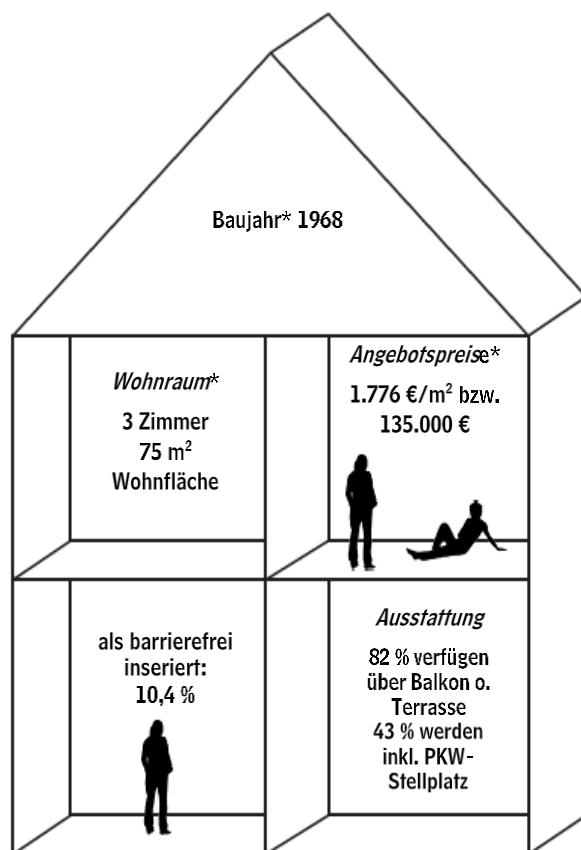 Baujahr* 1968
Wohnraum*
3 Zimmer
75 m²
Wohnfläche
Angebotspreise*
1.776 €/m² bzw.
135.000 €
als barrierefrei
inseriert:
10,4 %
Ausstattung
82 % verfügen
über Balkon o.
Terrasse
43 % werden
inkl. PKW-
Stellplatz